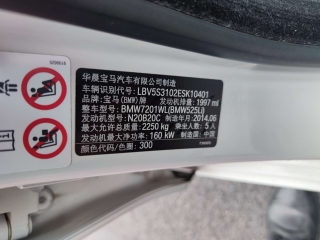 华晨宝马汽车有限公司制造
车辆识别代号: LBV5S3102ESK10401
品牌: 宝马(BMW)牌 发动机排量: 1997 ml
整车型号: BMW7201WL(BMW525Li)
发动机型号: N20B20C 制造年月: 2014.06
最大允许总质量: 2250 kg 乘坐人数: 5 人
发动机最大净功率: 160 kW 制造国: 中国
颜色代码/色圈: 300